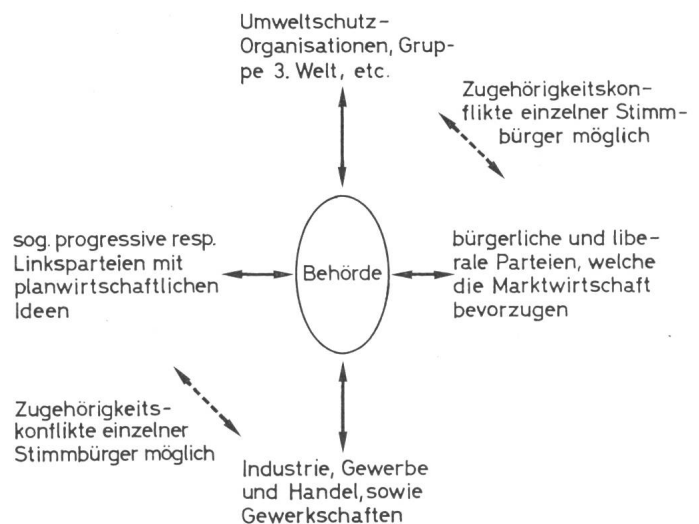 Umweltschutz-
Organisationen, Grup-
pe 3. Welt, etc.
Zugehörigkeitskon-
flikte einzelner Stimm-
bürger möglich
sog. progressive resp.
Linksparteien mit
planwirtschaftlichen
Ideen
Behörde
bürgerliche und libe-
rale Parteien, welche
die Marktwirtschaft
bevorzugen
Zugehörigkeits-
konflikte einzelner
Stimmbürger möglich
Industrie, Gewerbe
und Handel, sowie
Gewerkschaften